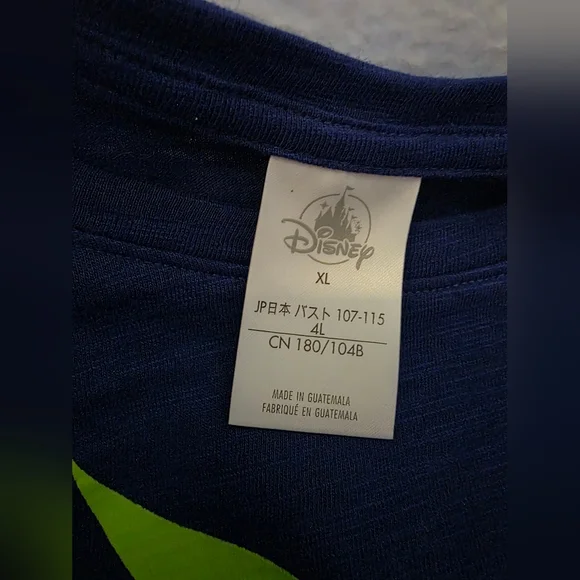 Disney
XL
JP日本 バスト 107-115
4L
CN 180/104B
MADE IN GUATEMALA
FABRIQUÉ EN GUATEMALA